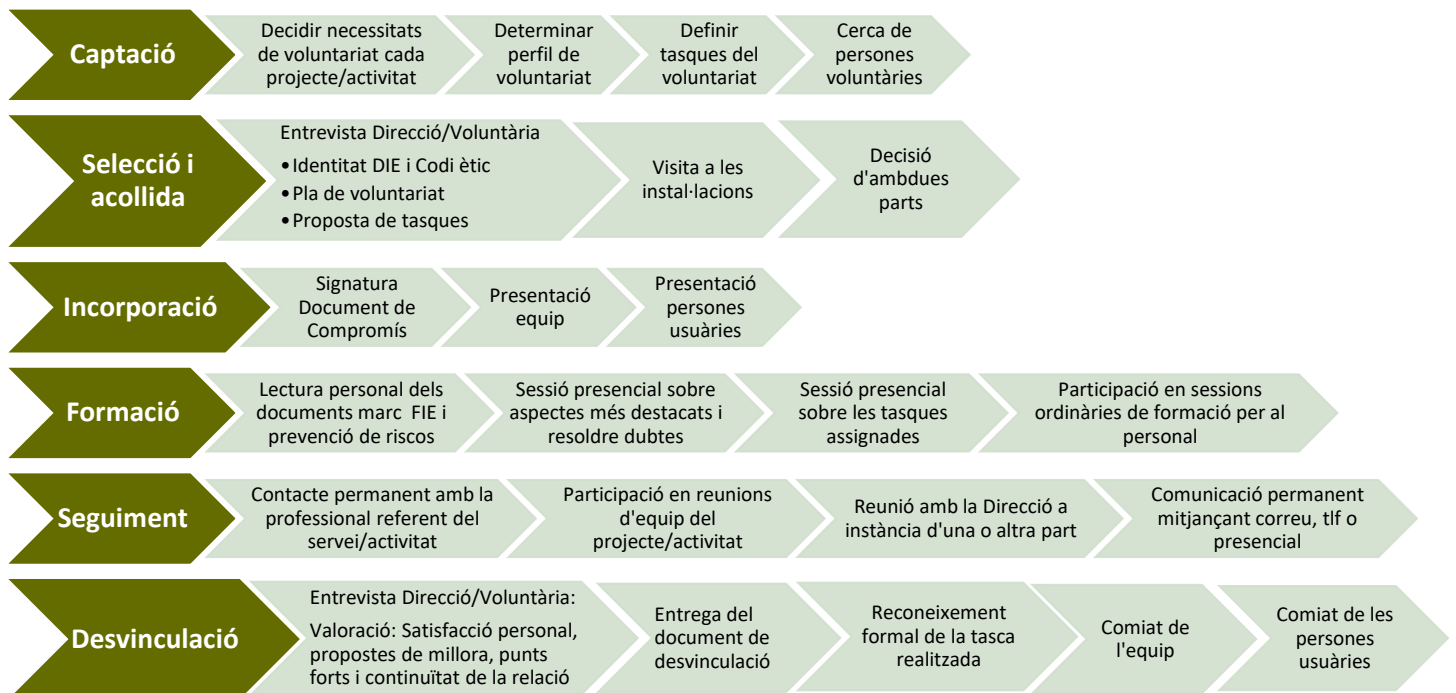 Captació
Decidir necessitats
de voluntariat cada
projecte/activitat
Determinar
perfil de
voluntariat
Definir
tasques del
voluntariat
Cerca de
persones
voluntàries
Selecció i
acollida
Entrevista Direcció/Voluntària
•Identitat DIE i Codi ètic
•Pla de voluntariat
•Proposta de tasques
Visita a les
instal·lacions
Decisió
d'ambdues
parts
Incorporació
Signatura
Document de
Compromís
Presentació
equip
Presentació
persones
usuàries
Formació
Lectura personal dels
documents marc FIE i
prevenció de riscos
Sessió presencial sobre
aspectes més destacats i
resoldre dubtes
Sessió presencial
sobre les tasques
assignades
Participació en sessions
ordinàries de formació per al
personal
Seguiment
Contacte permanent amb la
professional referent del
servei/activitat
Participació en reunions
d'equip del
projecte/activitat
Reunió amb la Direcció a
instància d'una o altra part
Comunicació permanent
mitjançant correu, tlf o
presencial
Desvinculació
Entrevista Direcció/Voluntària:
Valoració: Satisfacció personal,
propostes de millora, punts
forts i continuïtat de la relació
Entrega del
document de
desvinculació
Reconeixement
formal de la tasca
realitzada
Comiat de
l'equip
Comiat de les
persones
usuàries